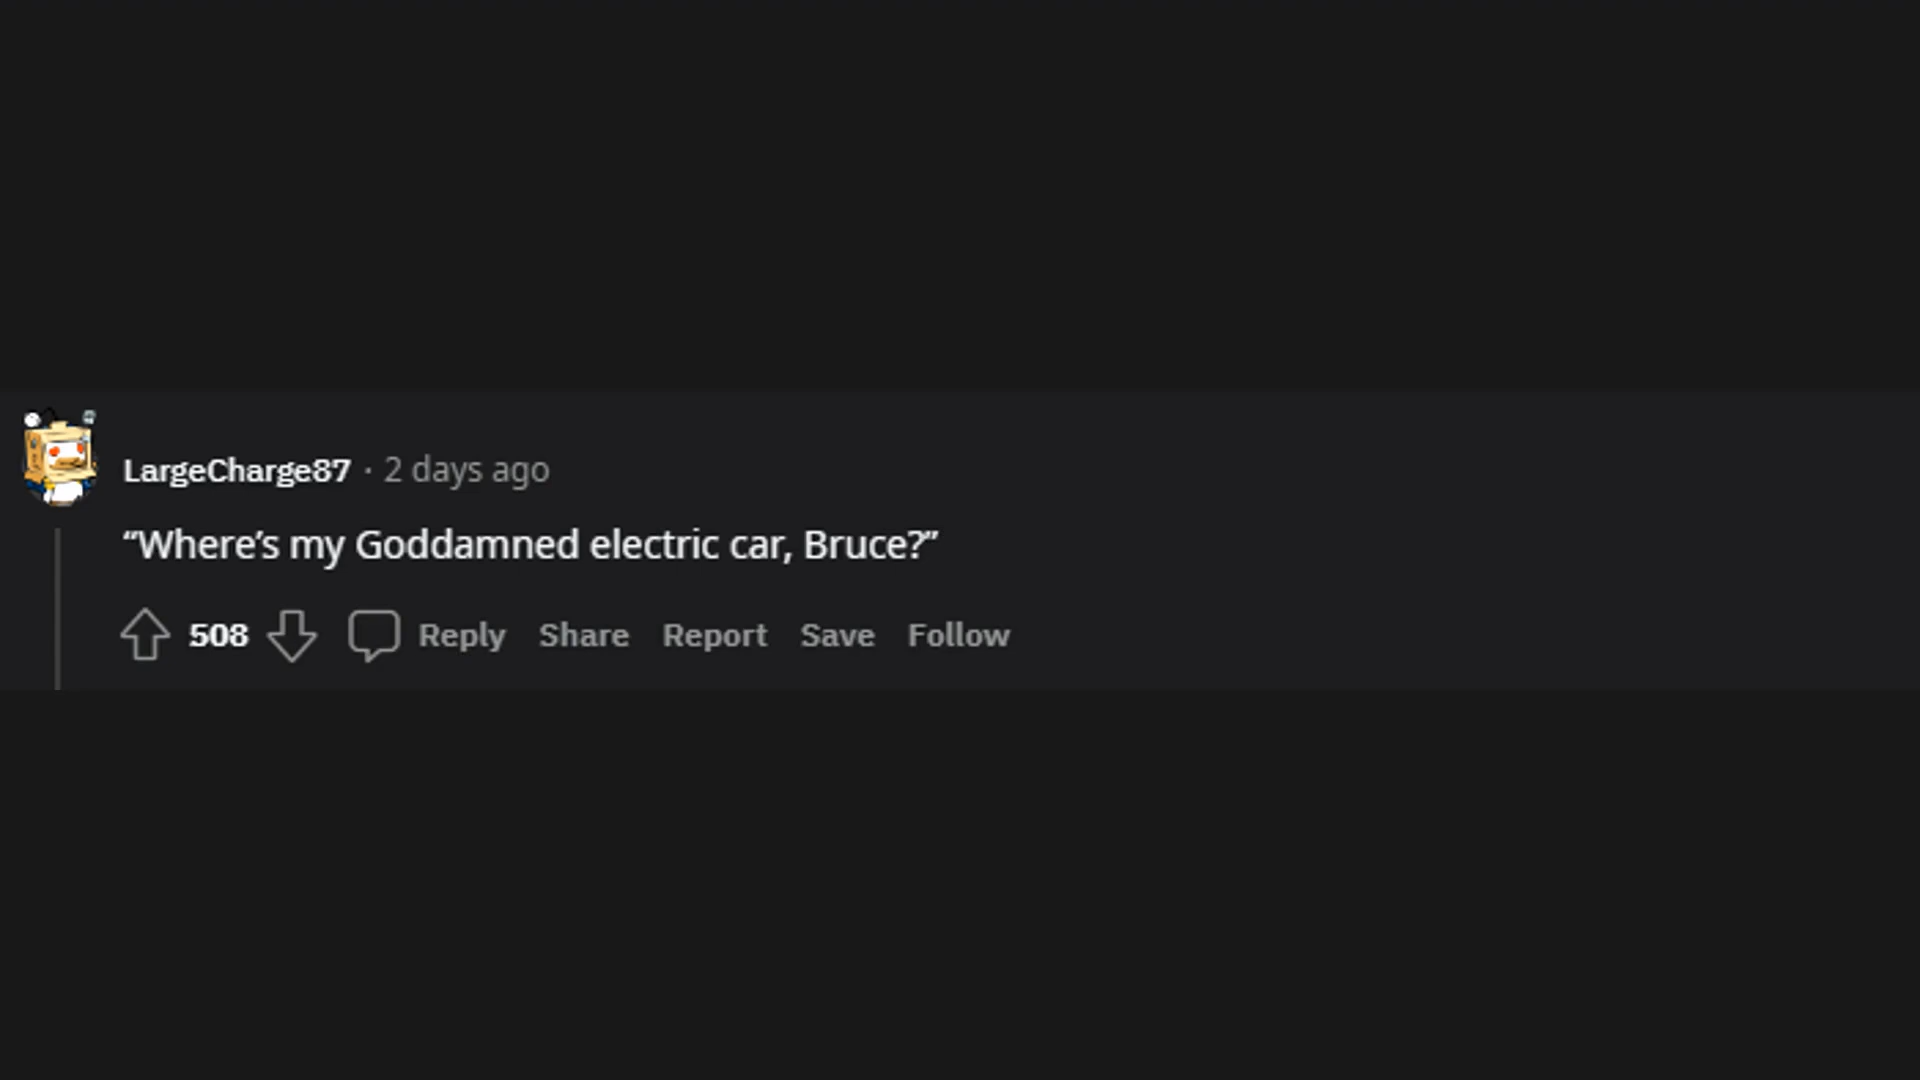 LargeCharge87 · 2 days ago
“Where’s my Goddamned electric car, Bruce?”
508 Reply Share Report Save Follow